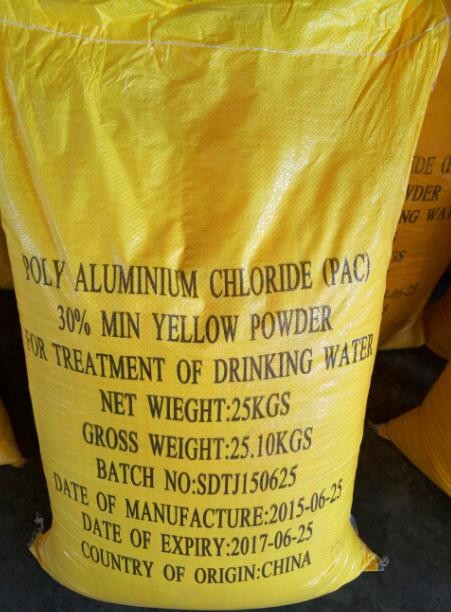 POLY ALUMINIUM CHLORIDE (PAC)
30% MIN YELLOW POWDER
FOR TREATMENT OF DRINKING WATER
NET WIEGHT:25KGS
GROSS WEIGHT:25.10KGS
BATCH NO:SDTJ150625
DATE OF MANUFACTURE:2015-06-25
DATE OF EXPIRY:2017-06-25
COUNTRY OF ORIGIN:CHINA